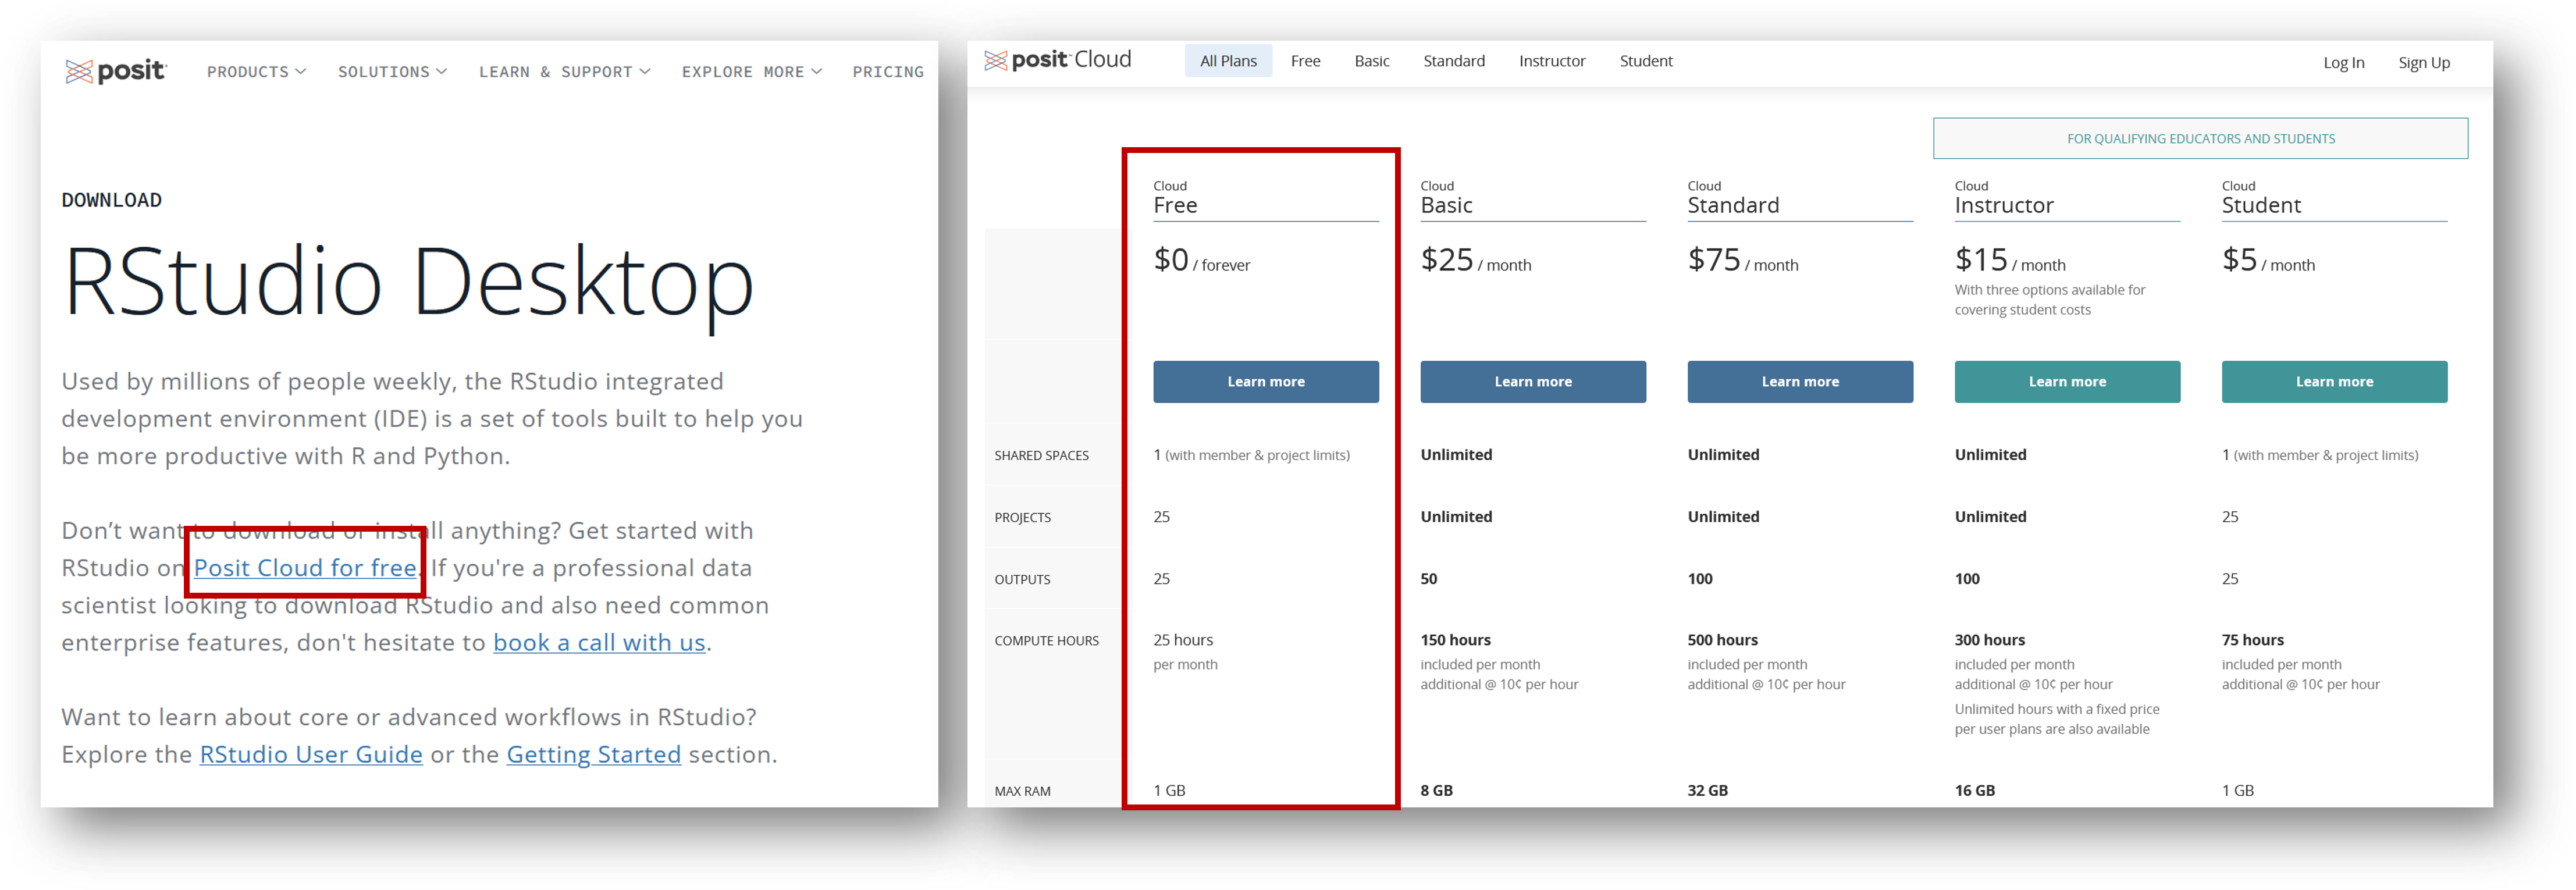 posit
PRODUCTS
SOLUTIONS
LEARN & SUPPORT
EXPLORE MORE
PRICING
DOWNLOAD
RStudio Desktop
Used by millions of people weekly, the RStudio integrated
development environment (IDE) is a set of tools built to help you
be more productive with R and Python.
Don’t want to download or install anything? Get started with
RStudio on Posit Cloud for free. If you're a professional data
scientist looking to download RStudio and also need common
enterprise features, don't hesitate to book a call with us.
Want to learn about core or advanced workflows in RStudio?
Explore the RStudio User Guide or the Getting Started section.
posit Cloud
All Plans
Free
Basic
Standard
Instructor
Student
Log In
Sign Up
FOR QUALIFYING EDUCATORS AND STUDENTS
Cloud
Free
Cloud
Basic
Cloud
Standard
Cloud
Instructor
Cloud
Student
$0 / forever
$25 / month
$75 / month
$15 / month
With three options available for
covering student costs
$5 / month
Learn more
Learn more
Learn more
Learn more
Learn more
SHARED SPACES
1 (with member & project limits)
Unlimited
Unlimited
Unlimited
1 (with member & project limits)
PROJECTS
25
Unlimited
Unlimited
Unlimited
25
OUTPUTS
25
50
100
100
25
COMPUTE HOURS
25 hours
per month
150 hours
included per month
additional @ 10¢ per hour
500 hours
included per month
additional @ 10¢ per hour
300 hours
included per month
additional @ 10¢ per hour
Unlimited hours with a fixed price
per user plans are also available
75 hours
included per month
additional @ 10¢ per hour
MAX RAM
1 GB
8 GB
32 GB
16 GB
1 GB